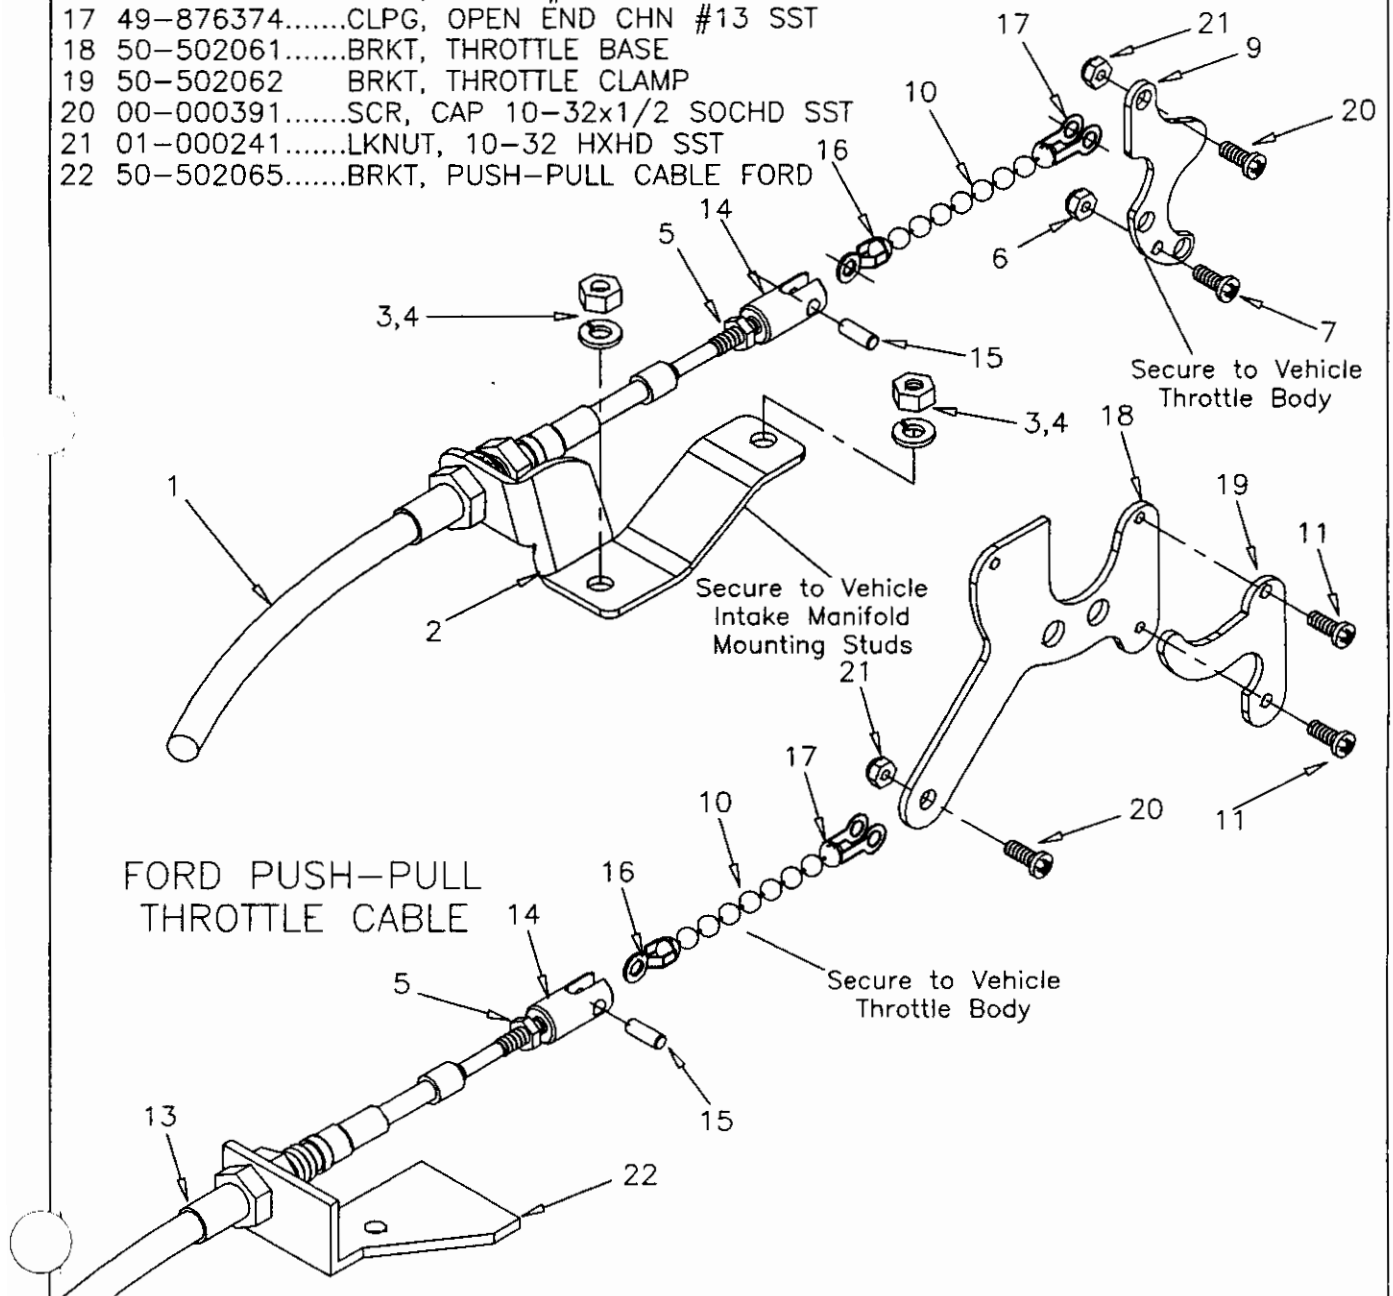 17 49-876374.......CLPG, OPEN END CHN #13 SST
18 50-502061.......BRKT, THROTTLE BASE
19 50-502062 BRKT, THROTTLE CLAMP
20 00-000391.......SCR, CAP 10-32x1/2 SOCHD SST
21 01-000241.......LKNUT, 10-32 HXHD SST
22 50-502065.......BRKT, PUSH-PULL CABLE FORD
17
21
9
10
20
16
14
5
6
3,4
7
15
Secure to Vehicle
Throttle Body
3,4
18
1
19
11
2
Secure to Vehicle
Intake Manifold
Mounting Studs
21
17
10
20
11
FORD PUSH-PULL
THROTTLE CABLE
16
14
5
Secure to Vehicle
Throttle Body
15
13
22